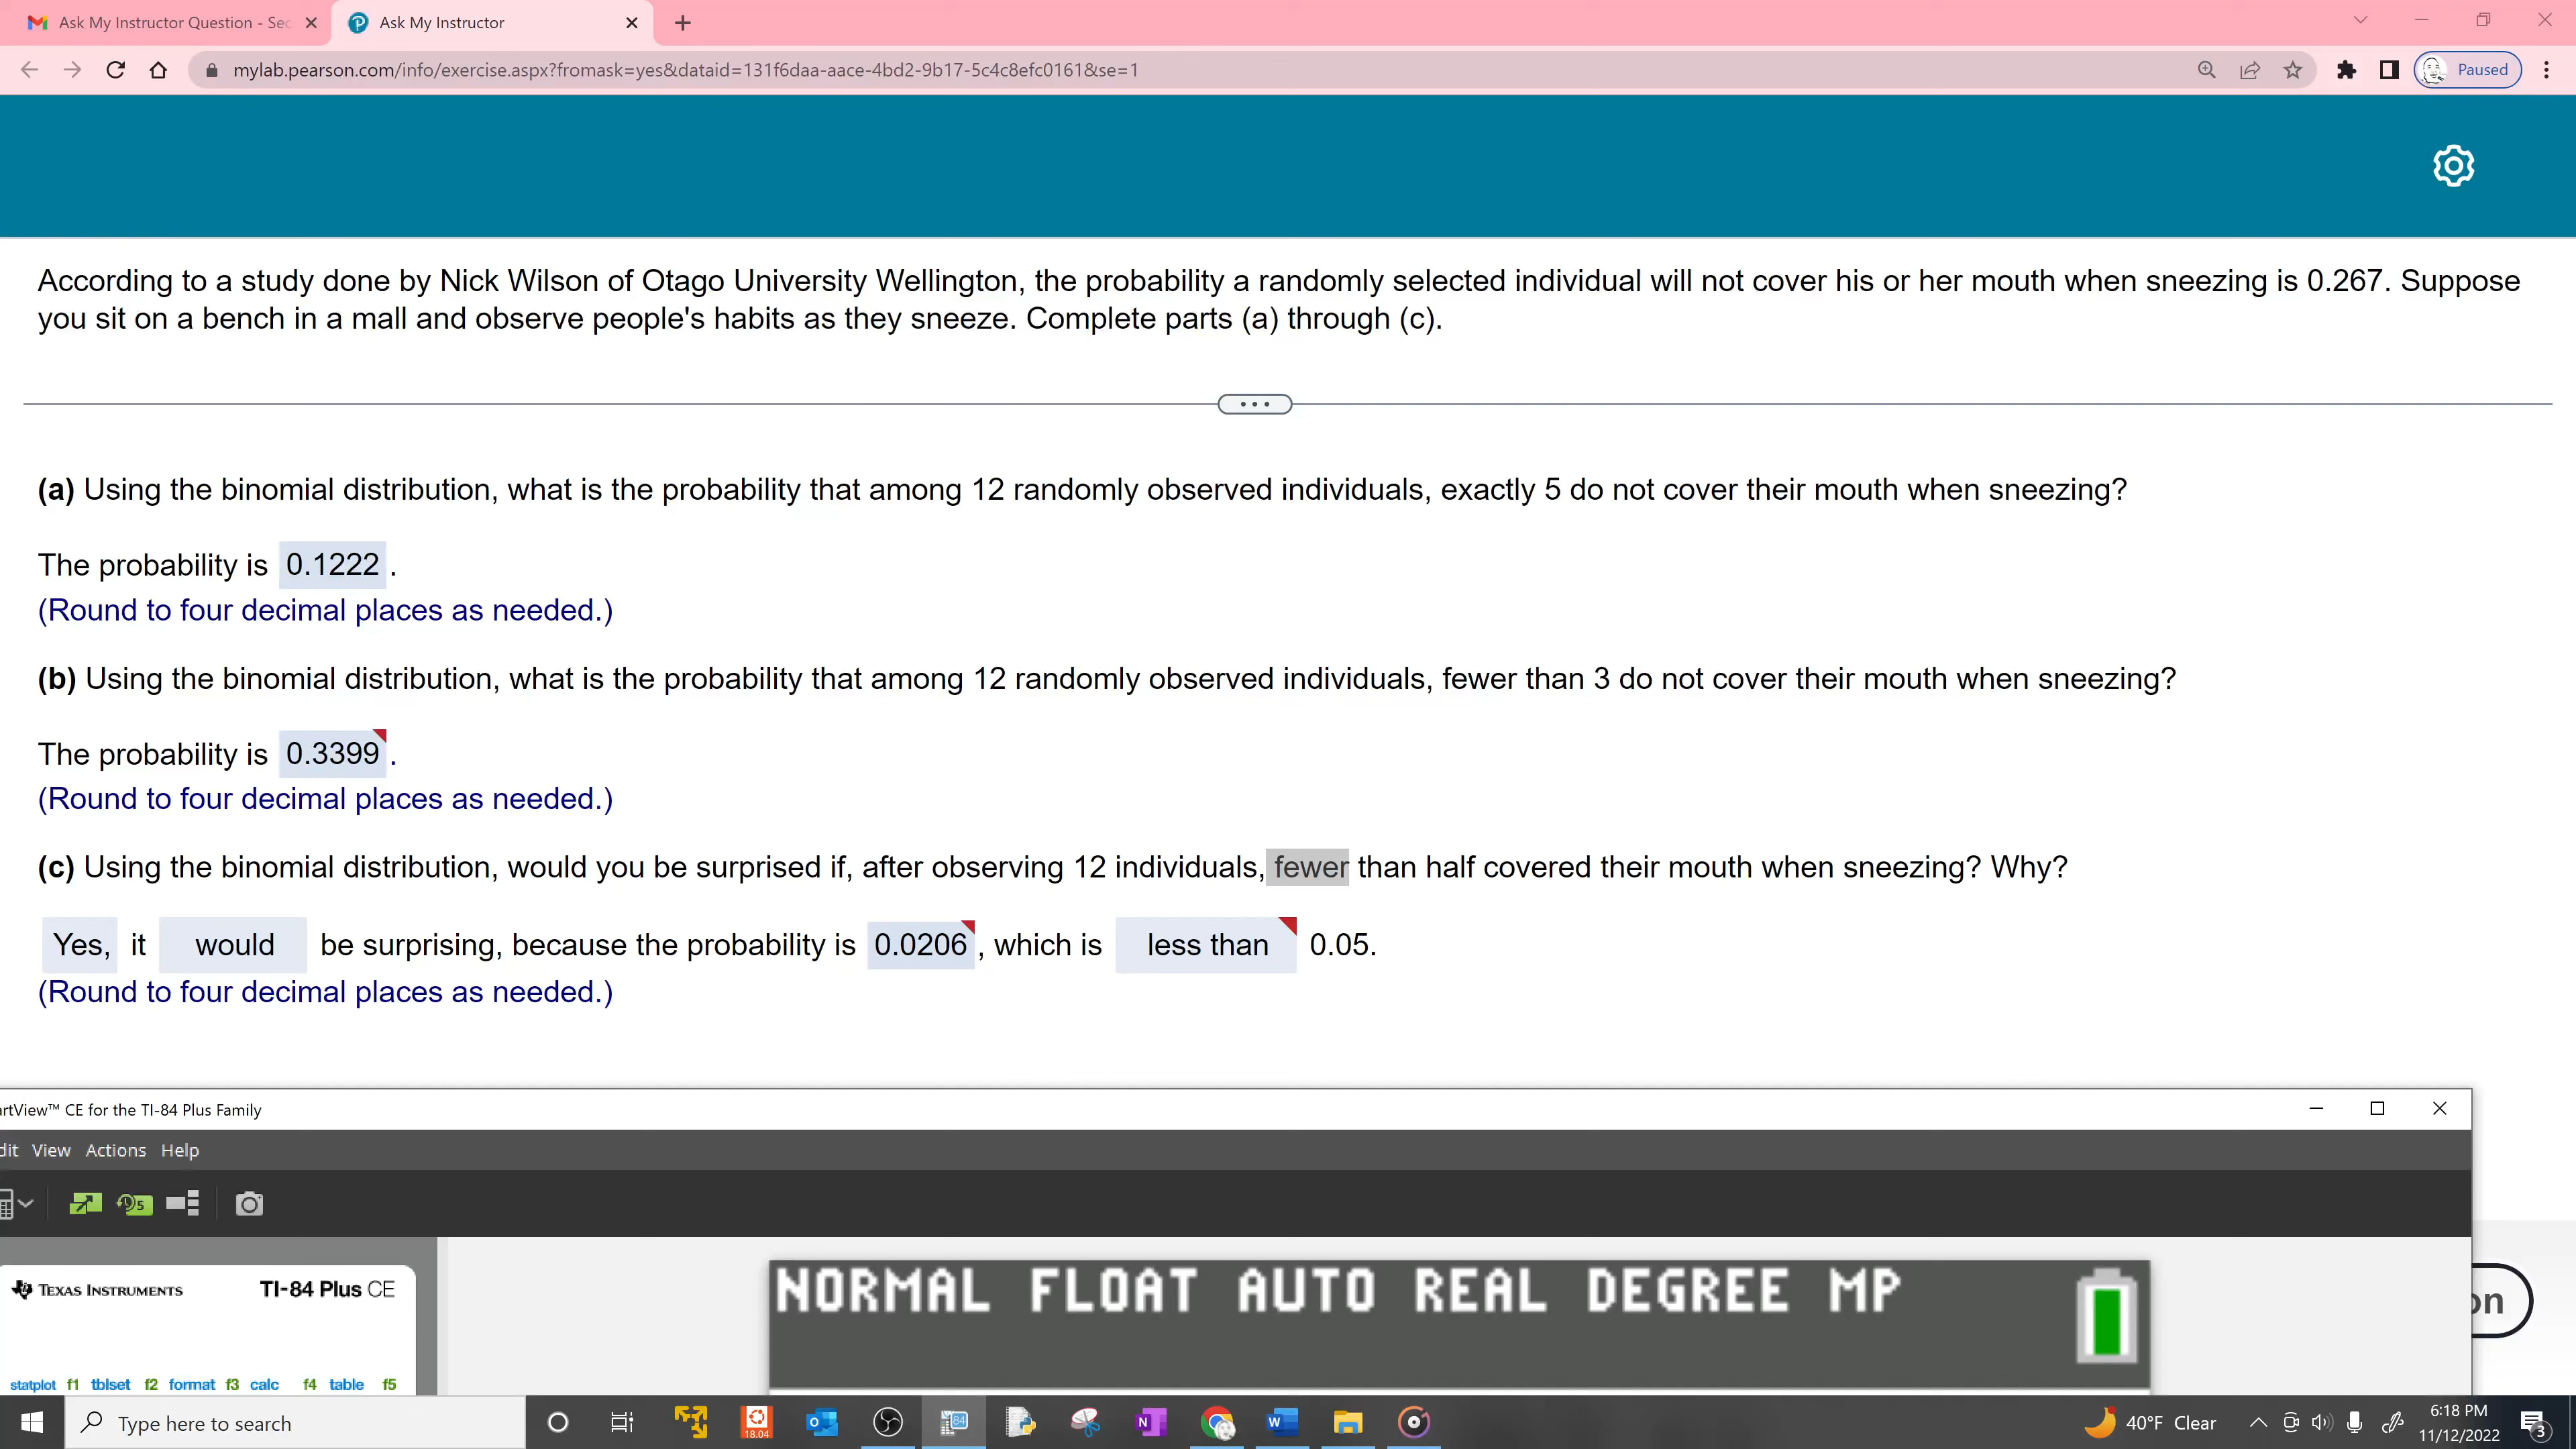 Ask My Instructor Question - Sec
Ask My Instructor
mylab.pearson.com/info/exercise.aspx?fromask=yes&dataid=131f6daa-aace-4bd2-9b17-5c4c8efc0161&se=1
Paused
According to a study done by Nick Wilson of Otago University Wellington, the probability a randomly selected individual will not cover his or her mouth when sneezing is 0.267. Suppose
you sit on a bench in a mall and observe people's habits as they sneeze. Complete parts (a) through (c).
(a) Using the binomial distribution, what is the probability that among 12 randomly observed individuals, exactly 5 do not cover their mouth when sneezing?
The probability is 0.1222 .
(Round to four decimal places as needed.)
(b) Using the binomial distribution, what is the probability that among 12 randomly observed individuals, fewer than 3 do not cover their mouth when sneezing?
The probability is 0.3399 .
(Round to four decimal places as needed.)
(c) Using the binomial distribution, would you be surprised if, after observing 12 individuals, fewer than half covered their mouth when sneezing? Why?
Yes, it would be surprising, because the probability is 0.0206 , which is less than 0.05.
(Round to four decimal places as needed.)
artView™ CE for the TI-84 Plus Family
dit View Actions Help
5
TEXAS INSTRUMENTS TI-84 Plus CE
NORMAL FLOAT AUTO REAL DEGREE MP
on
statplot f1 tblset f2 format f3 calc f4 table f5
Type here to search
18.04
84
40°F Clear
6:18 PM
11/12/2022
3